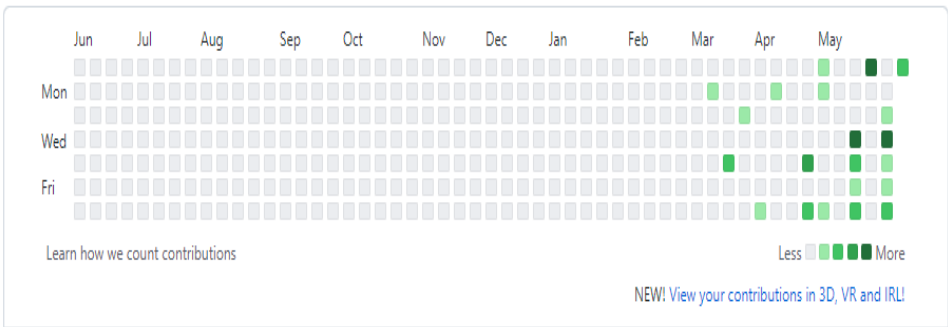 Jun Jul Aug Sep Oct Nov Dec Jan Feb Mar Apr May
Mon
Wed
Fri
Learn how we count contributions Less More
NEW! View your contributions in 3D, VR and IRL!